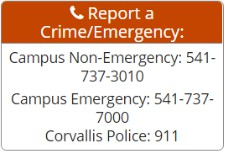 Report a
Crime/Emergency:
Campus Non-Emergency: 541-
737-3010
Campus Emergency: 541-737-
7000
Corvallis Police: 911